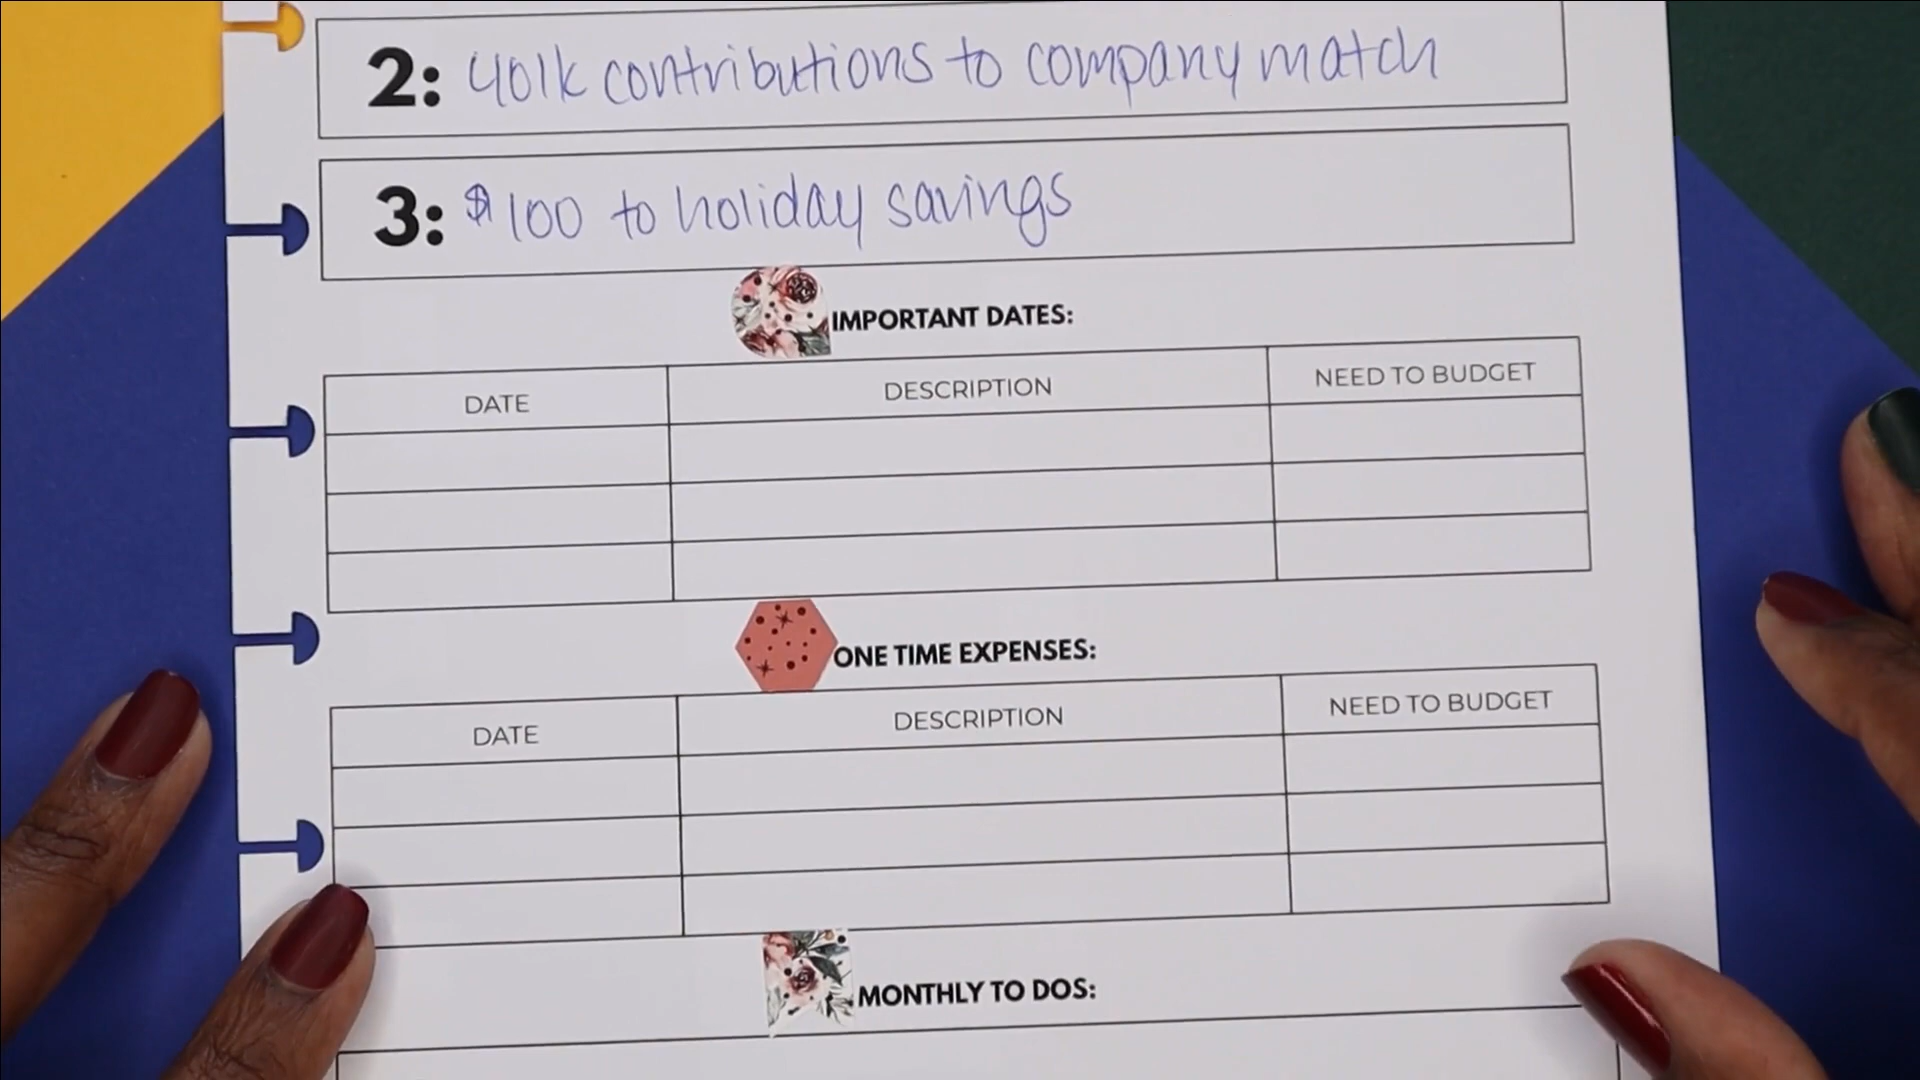 2: 401k contributions to company match
3: $100 to holiday savings
IMPORTANT DATES:
DATE DESCRIPTION NEED TO BUDGET
ONE TIME EXPENSES:
DATE DESCRIPTION NEED TO BUDGET
MONTHLY TO DOS: